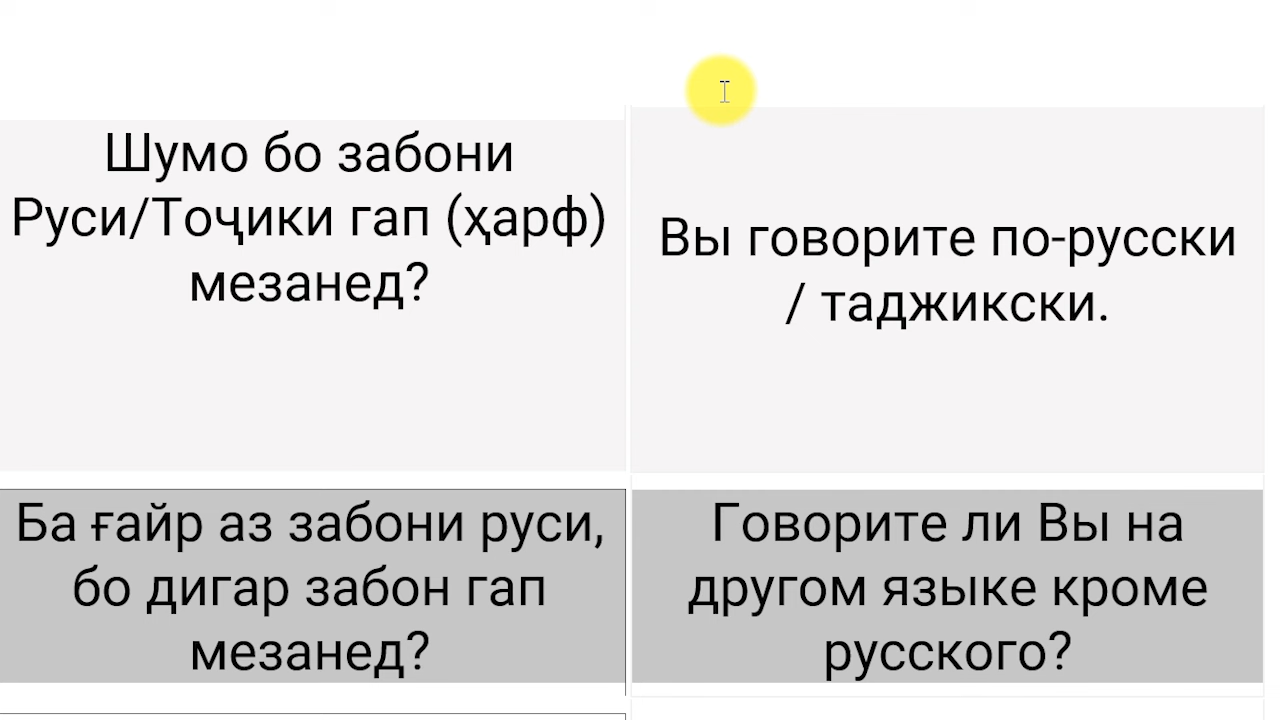 Шумо бо забони
Руси/Тоҷики гап (ҳарф)
мезанед?
Вы говорите по-русски
/ таджикски.
Ба ғайр аз забони руси,
бо дигар забон гап
мезанед?
Говорите ли Вы на
другом языке кроме
русского?